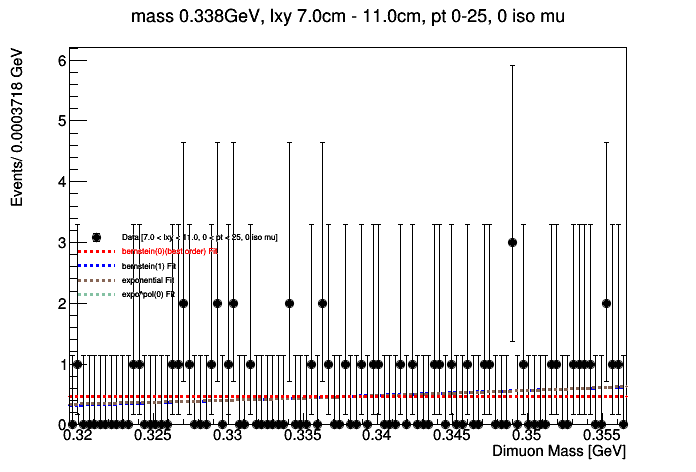 mass 0.338GeV, lxy 7.0cm - 11.0cm, pt 0-25, 0 iso mu
Events/ 0.0003718 GeV
6
5
4
3
2
1
0
Data [7.0 < lxy < 11.0, 0 < pt < 25, 0 iso mu]
bernstein(0)(best order) Fit
bernstein(1) Fit
exponential Fit
expo*pol(0) Fit
0.32 0.325 0.33 0.335 0.34 0.345 0.35 0.355
Dimuon Mass [GeV]